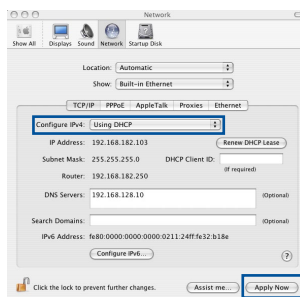 Network
Show All Displays Sound Network Startup Disk
Location: Automatic
Show: Built-in Ethernet
TCP/IP PPPoE AppleTalk Proxies Ethernet
Configure IPv4: Using DHCP
IP Address: 192.168.182.103 Renew DHCP Lease
Subnet Mask: 255.255.255.0 DHCP Client ID:
(If required)
Router: 192.168.182.250
DNS Servers: 192.168.128.10 (Optional)
Search Domains: (Optional)
IPv6 Address: fe80:0000:0000:0000:0211:24ff:fe32:b18e
Configure IPv6... ?
Click the lock to prevent further changes. Assist me... Apply Now